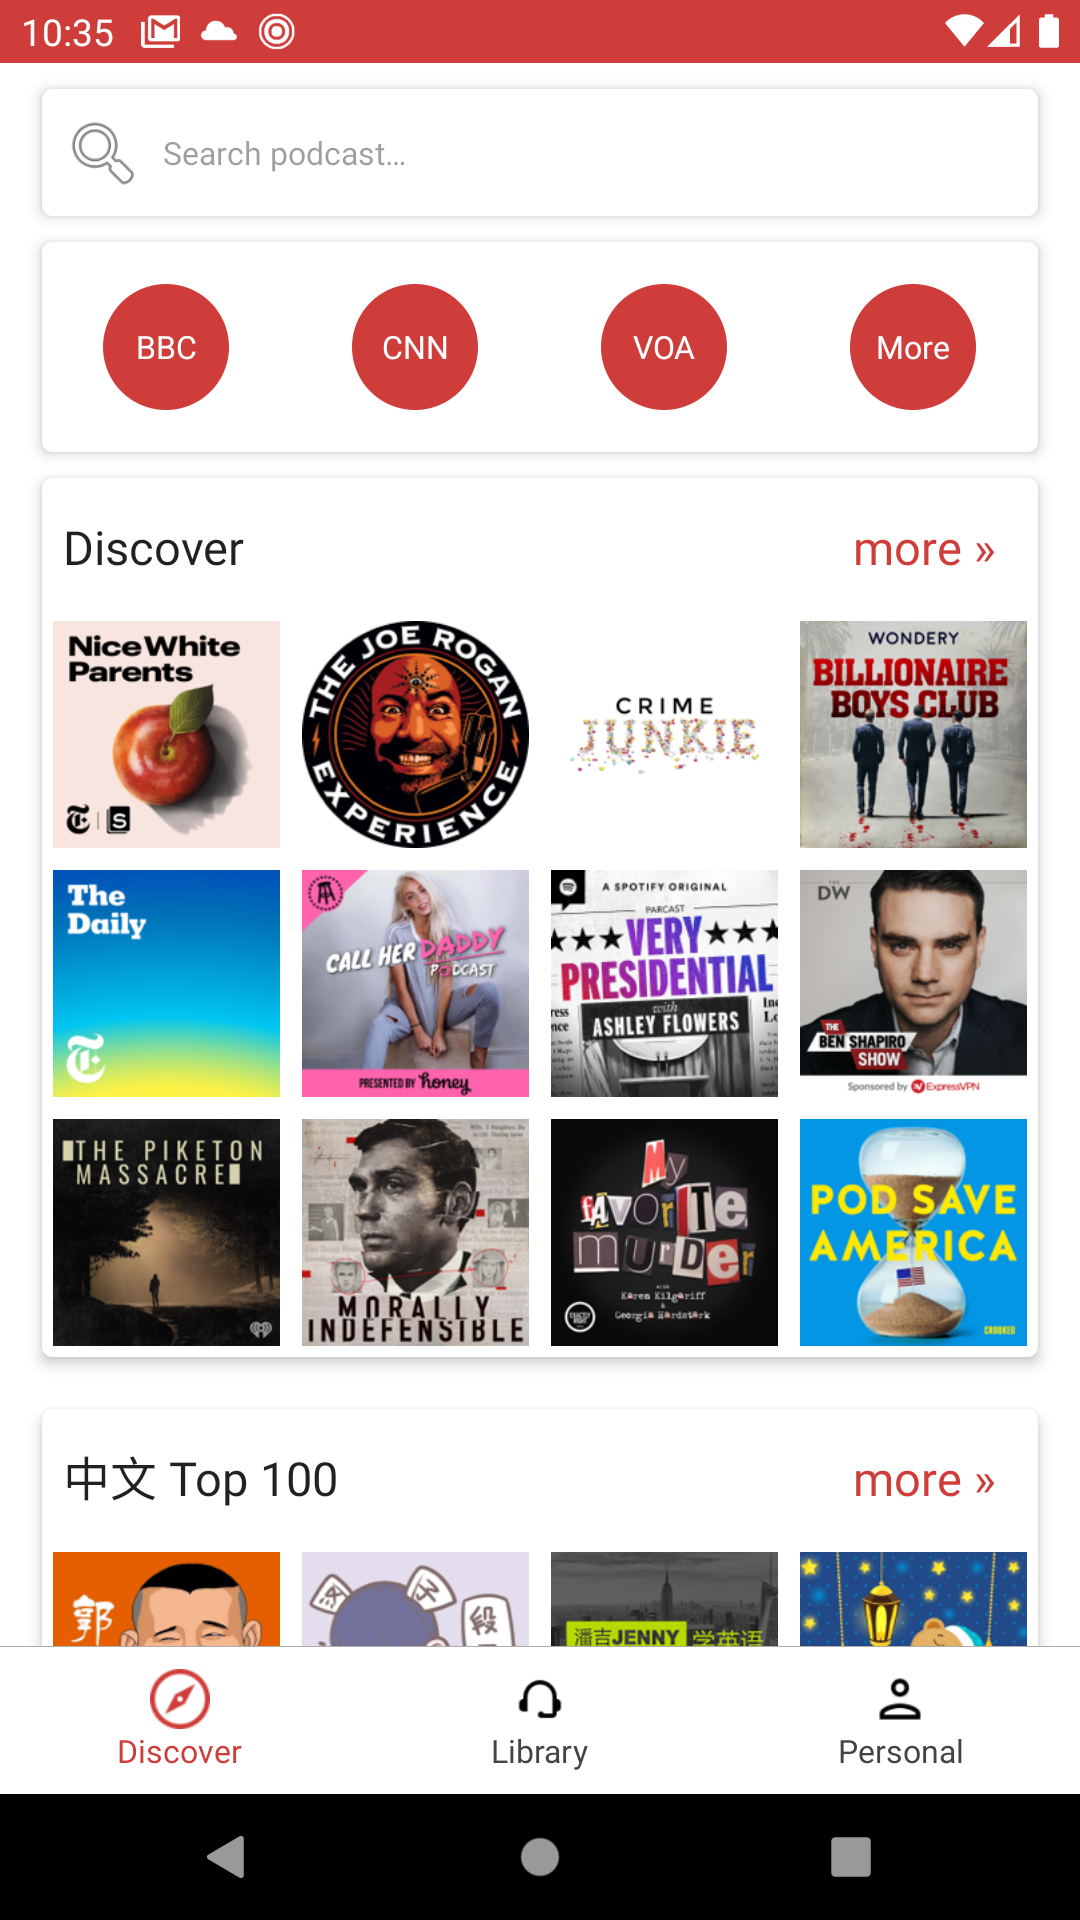 10:35
Search podcast...
BBC
CNN
VOA
More
Discover
more »
Nice White
Parents
S
THE JOE ROGAN
EXPERIENCE
CRIME
JUNKIE
WONDERY
BILLIONAIRE
BOYS CLUB
The
Daily
CALL HER DADDY
PODCAST
PRESENTED BY honey
A SPOTIFY ORIGINAL
PARCAST
VERY
PRESIDENTIAL
with
ASHLEY FLOWERS
THE
DW
THE
BEN SHAPIRO
SHOW
Sponsored by ExpressVPN
THE PIKETON
MASSACRE
MORALLY
INDEFENSIBLE
My
fAVorITe
muRDer
with
Karen Kilgariff
&
Georgia Hardstark
POD SAVE
AMERICA
CROOKED
中文 Top 100
more »
郭
子
段
潘吉JENNY 学英语
Discover
Library
Personal